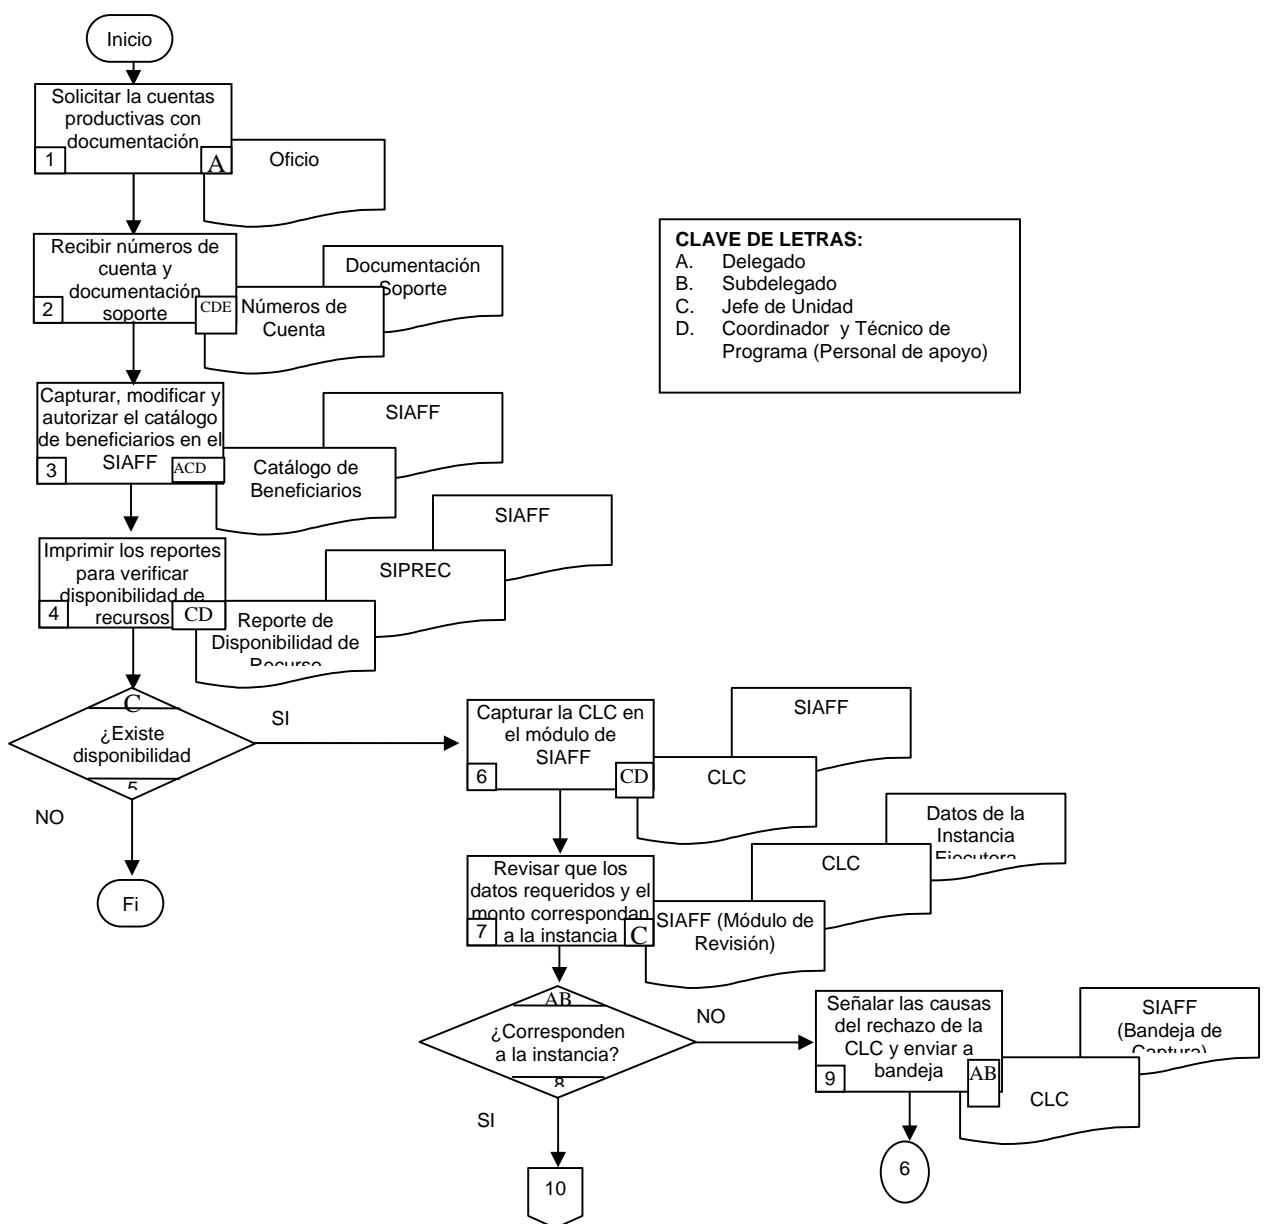 Inicio
Solicitar la cuentas
productivas con
documentación
1
A
Oficio
Recibir números de
cuenta y
documentación
soporte
2
CDE
Números de
Cuenta
Documentación
Soporte
CLAVE DE LETRAS:
A. Delegado
B. Subdelegado
C. Jefe de Unidad
D. Coordinador y Técnico de
Programa (Personal de apoyo)
Capturar, modificar y
autorizar el catálogo
de beneficiarios en el
SIAFF
3
ACD
Catálogo de
Beneficiarios
SIAFF
Imprimir los reportes
para verificar
disponibilidad de
recursos
4
CD
Reporte de
Disponibilidad de
Recurso
SIPREC
SIAFF
C
¿Existe
disponibilidad
5
SI
NO
Fi
Capturar la CLC en
el módulo de
SIAFF
6
CD
CLC
SIAFF
Revisar que los
datos requeridos y el
monto correspondan
a la instancia
7
C
SIAFF (Módulo de
Revisión)
CLC
Datos de la
Instancia
Ejecutora
AB
¿Corresponden
a la instancia?
8
NO
SI
10
Señalar las causas
del rechazo de la
CLC y enviar a
bandeja
9
AB
CLC
SIAFF
(Bandeja de
Captura)
6